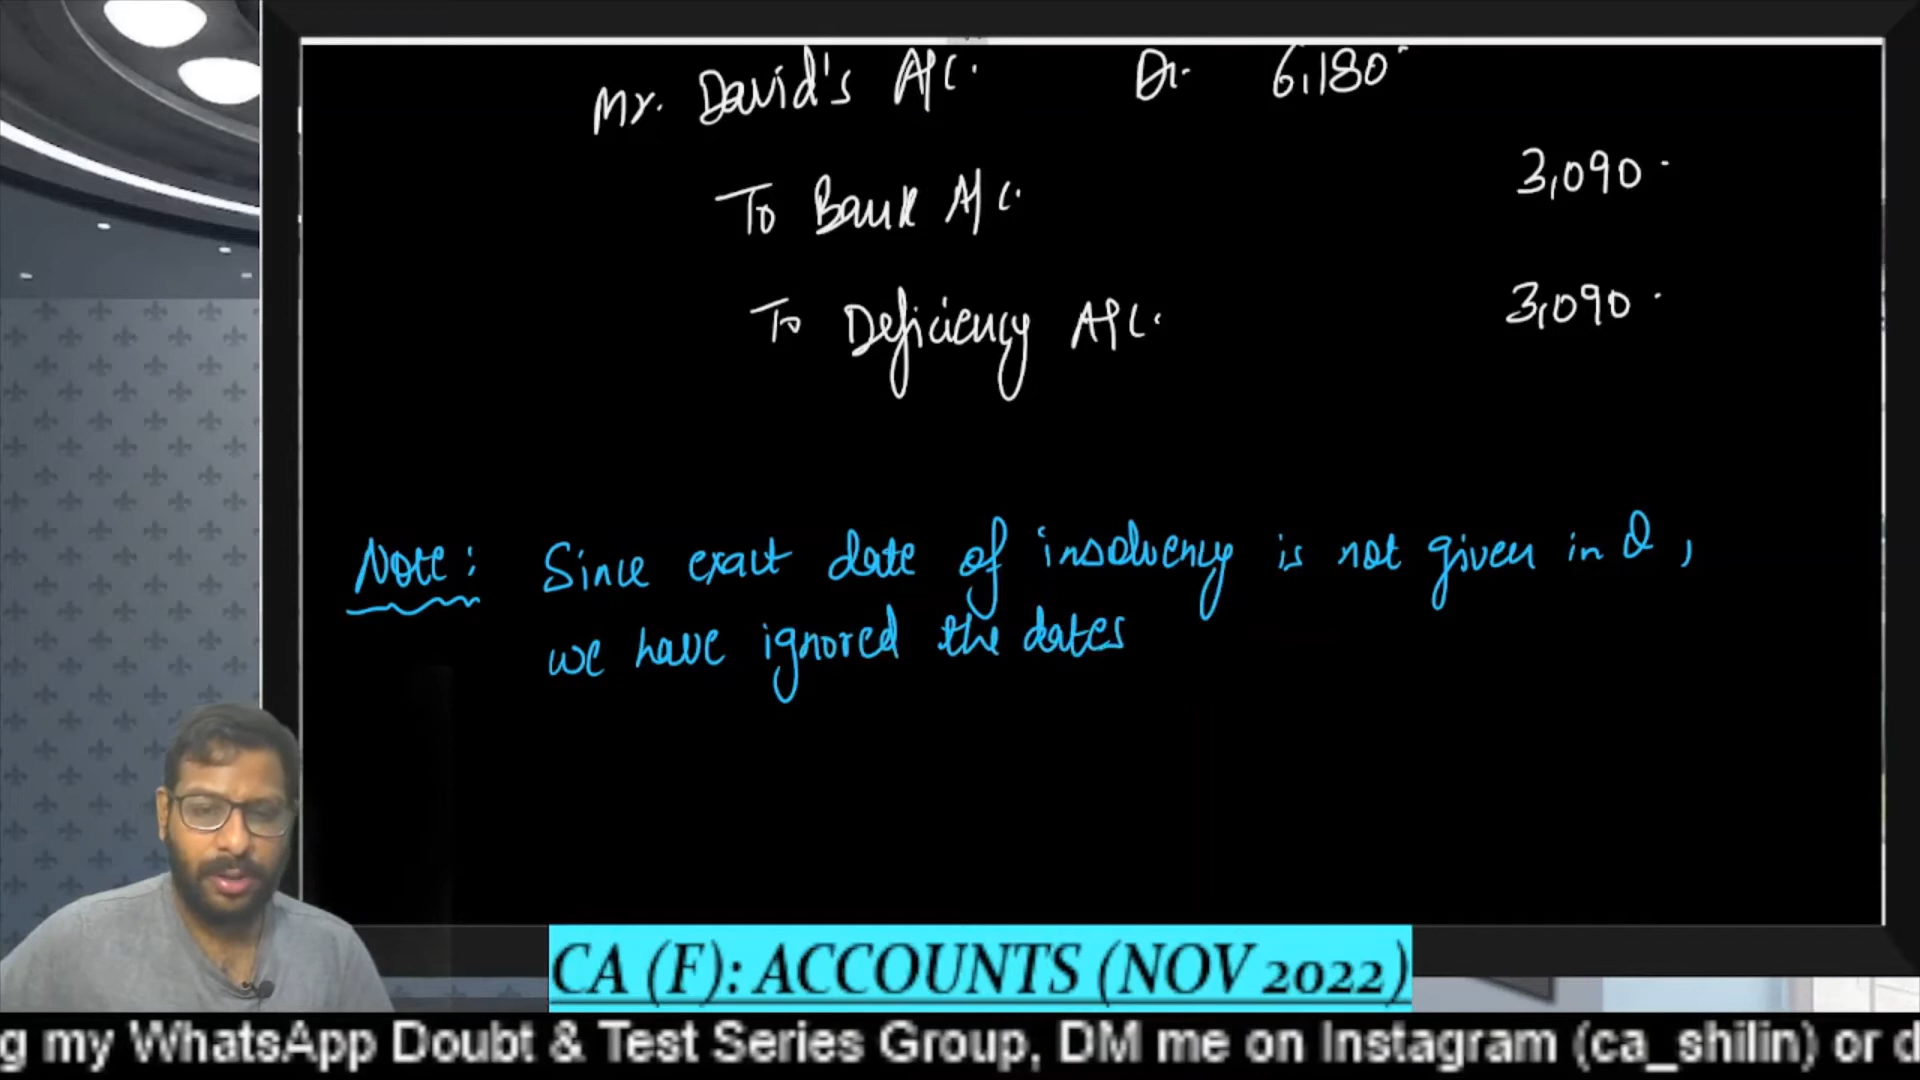 Mr. David's A/C. Dr. 6,180
To Bank A/C. 3,090
To Deficiency A/C. 3,090
Note: Since exact date of insolvency is not given in Q,
we have ignored the dates
CA (F): ACCOUNTS (NOV 2022)
g my WhatsApp Doubt & Test Series Group, DM me on Instagram (ca_shilin) or d